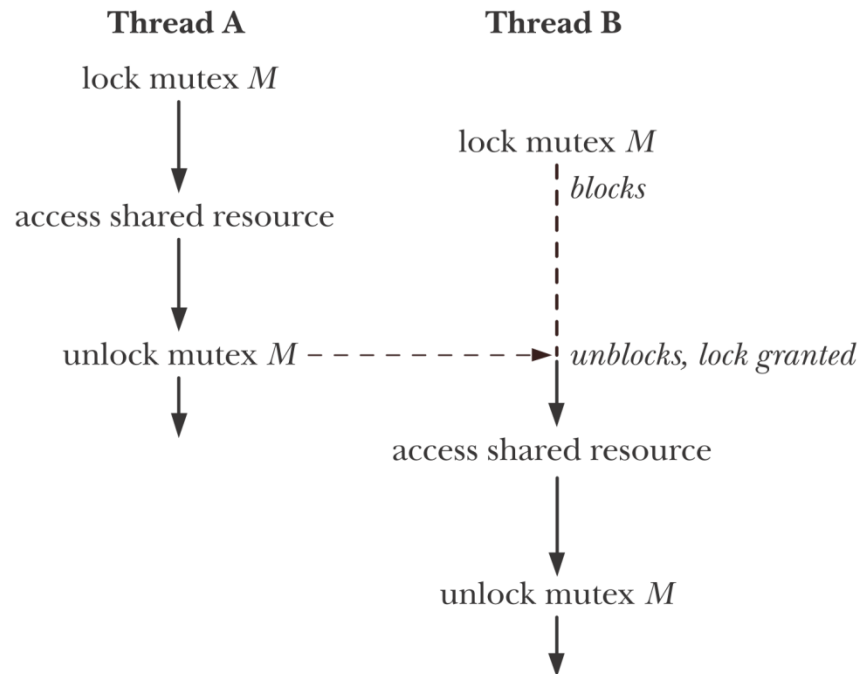 Thread A
Thread B
lock mutex M
lock mutex M
blocks
access shared resource
unlock mutex M
unblocks, lock granted
access shared resource
unlock mutex M